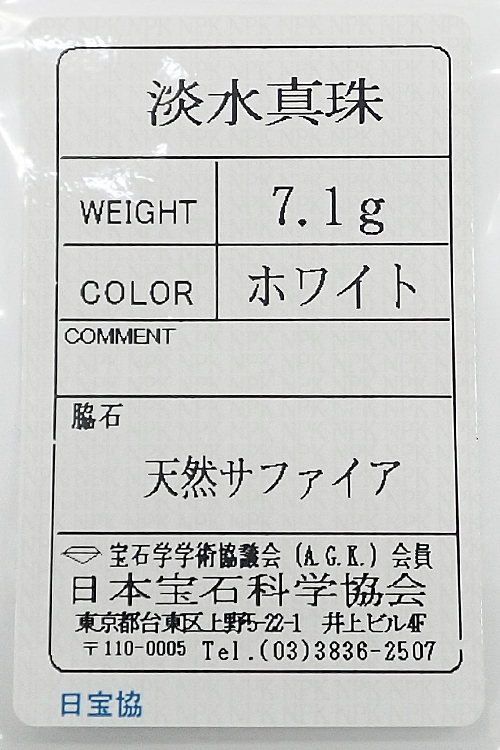 淡水真珠
WEIGHT 7.1g
COLOR ホワイト
COMMENT
脇石
天然サファイア
宝石学学術協議会 (A.G.K.) 会員
日本宝石科学協会
東京都台東区上野5-22-1 井上ビル4F
〒110-0005 Tel.(03)3836-2507
日宝協